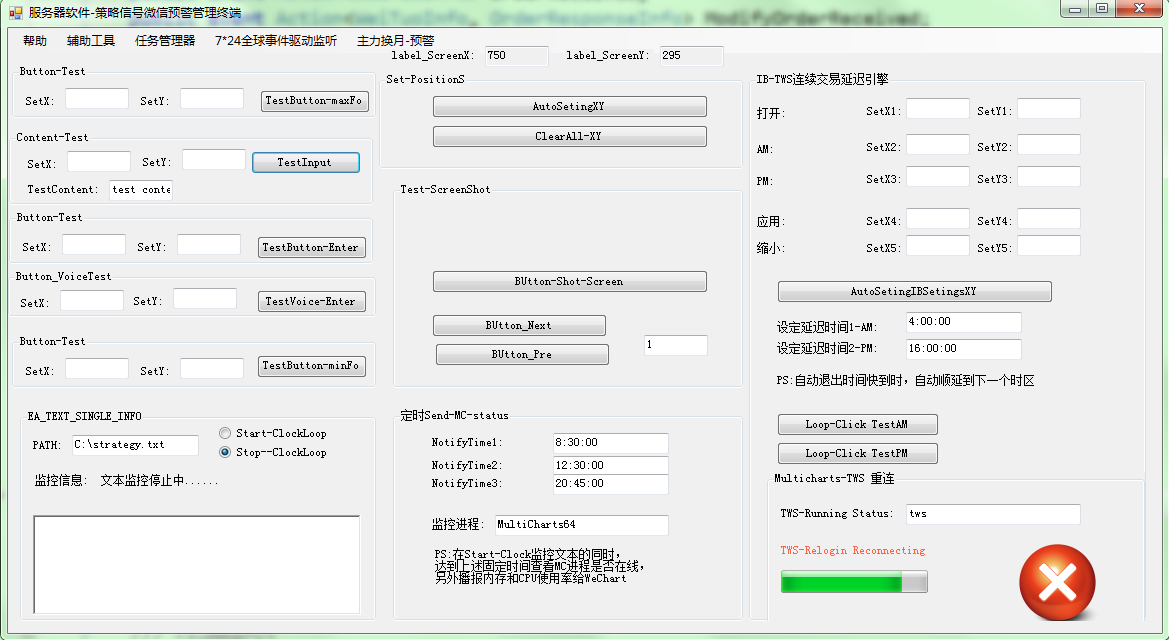 服务器软件-策略信号微信预警管理终端
Action<WeiTuoInfo, OrderResponseInfo> ModifyOrderReceived;
帮助 辅助工具 任务管理器 7*24全球事件驱动监听 主力换月-预警
label_ScreenX: 750 label_ScreenY: 295
Button-Test
SetX: SetY: TestButton-maxFo
Content-Test
SetX: SetY: TestInput
TestContent: test conte
Button-Test
SetX: SetY: TestButton-Enter
Button_VoiceTest
SetX: SetY: TestVoice-Enter
Button-Test
SetX: SetY: TestButton-minFo
EA_TEXT_SINGLE_INFO
PATH: C:\strategy.txt
Start-ClockLoop
Stop--ClockLoop
监控信息: 文本监控停止中......
Set-PositionS
AutoSetingXY
ClearAll-XY
Test-ScreenShot
BUtton-Shot-Screen
BUtton_Next
BUtton_Pre
1
定时Send-MC-status
NotifyTime1: 8:30:00
NotifyTime2: 12:30:00
NotifyTime3: 20:45:00
监控进程: MultiCharts64
PS:在Start-Clock监控文本的同时，
达到上述固定时间查看MC进程是否在线，
另外播报内存和CPU使用率给WeChart
IB-TWS连续交易延迟引擎
打开: SetX1: SetY1:
AM: SetX2: SetY2:
PM: SetX3: SetY3:
应用: SetX4: SetY4:
缩小: SetX5: SetY5:
AutoSetingIBSetingsXY
设定延迟时间1-AM: 4:00:00
设定延迟时间2-PM: 16:00:00
PS:自动退出时间快到时，自动顺延到下一个时区
Loop-Click TestAM
Loop-Click TestPM
Multicharts-TWS 重连
TWS-Running Status: tws
TWS-Relogin Reconnecting